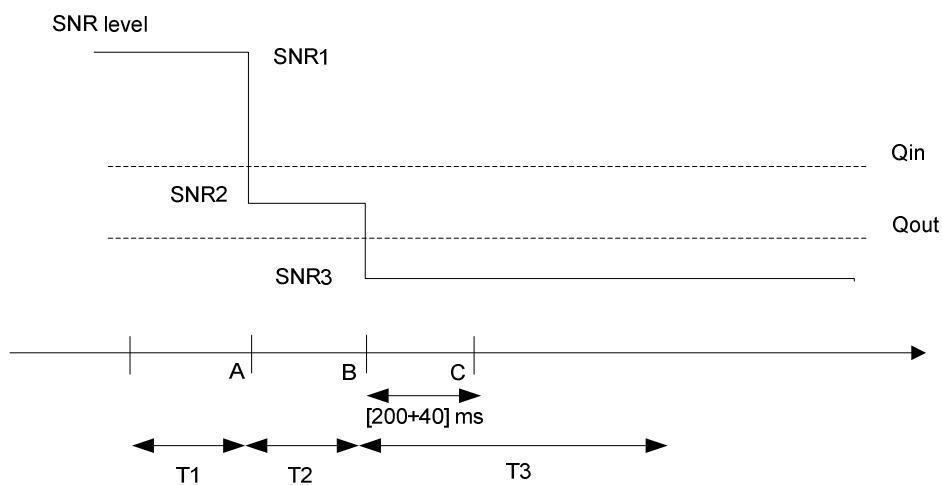 SNR level
SNR1
Qin
SNR2
Qout
SNR3
A B C
[200+40] ms
T1 T2 T3